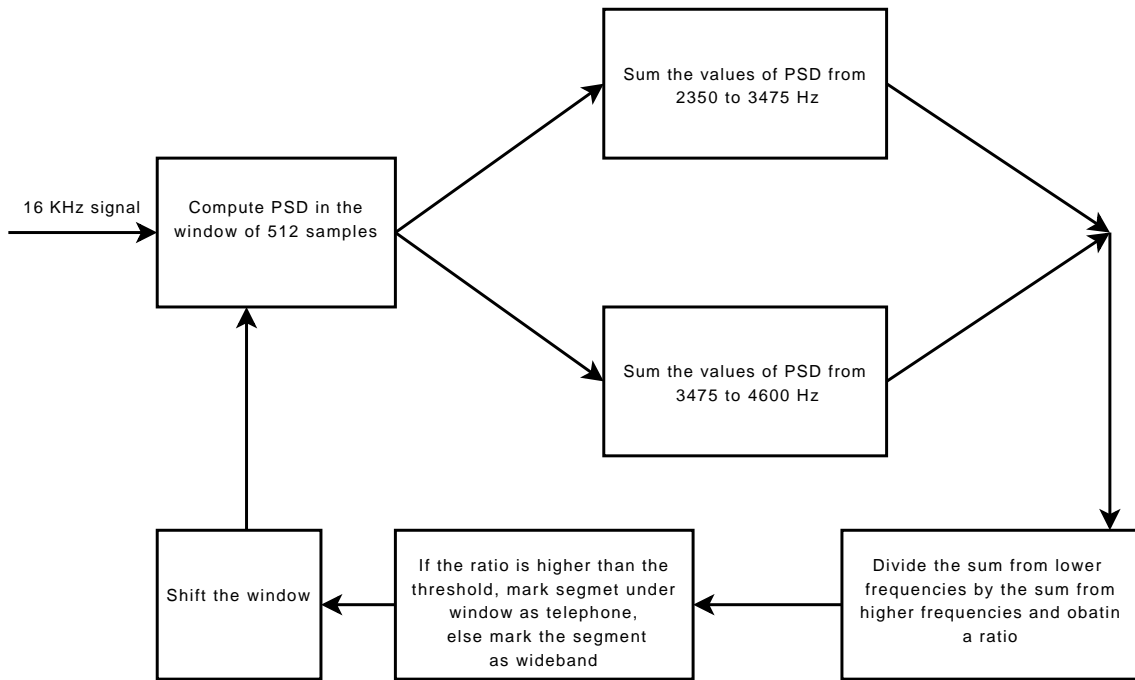 Sum the values of PSD from
2350 to 3475 Hz
16 KHz signal
Compute PSD in the
window of 512 samples
Sum the values of PSD from
3475 to 4600 Hz
Shift the window
If the ratio is higher than the
threshold, mark segmet under
window as telephone,
else mark the segment
as wideband
Divide the sum from lower
frequencies by the sum from
higher frequencies and obatin
a ratio